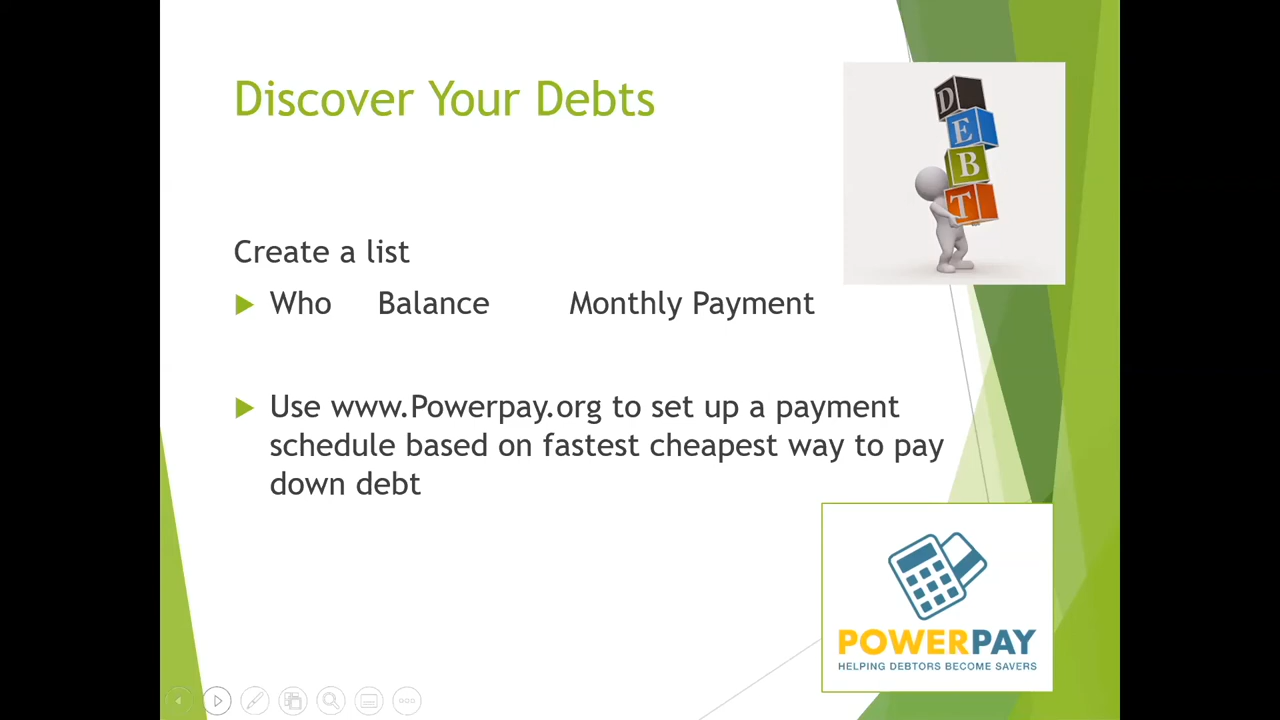 Discover Your Debts
D
E
B
T
Create a list
Who Balance Monthly Payment
Use www.Powerpay.org to set up a payment
schedule based on fastest cheapest way to pay
down debt
POWERPAY
HELPING DEBTORS BECOME SAVERS